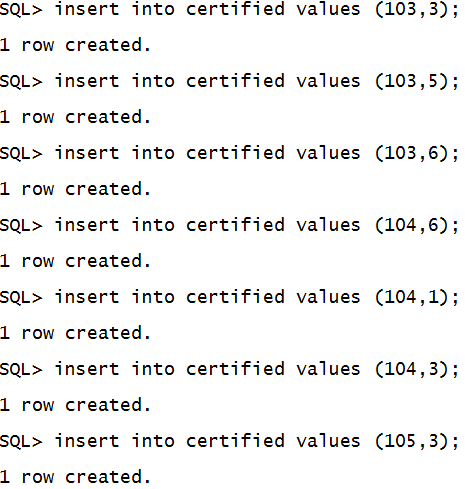 SQL> insert into certified values (103,3);
1 row created.
SQL> insert into certified values (103,5);
1 row created.
SQL> insert into certified values (103,6);
1 row created.
SQL> insert into certified values (104,6);
1 row created.
SQL> insert into certified values (104,1);
1 row created.
SQL> insert into certified values (104,3);
1 row created.
SQL> insert into certified values (105,3);
1 row created.